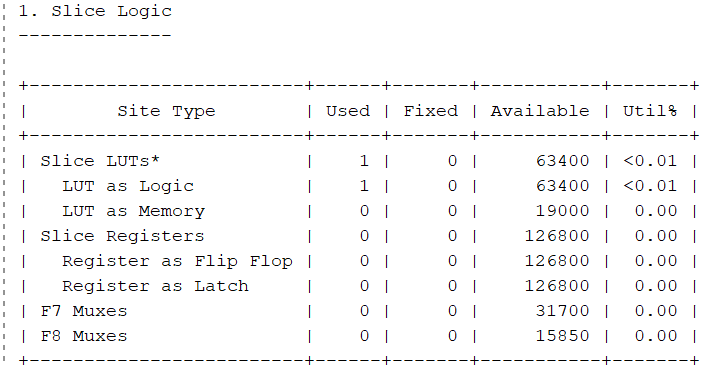 1. Slice Logic
--------------

+--------------------------+------+-------+-----------+-------+
|         Site Type        | Used | Fixed | Available | Util% |
+--------------------------+------+-------+-----------+-------+
| Slice LUTs*              |    1 |     0 |     63400 | <0.01 |
|   LUT as Logic           |    1 |     0 |     63400 | <0.01 |
|   LUT as Memory          |    0 |     0 |     19000 |  0.00 |
| Slice Registers          |    0 |     0 |    126800 |  0.00 |
|   Register as Flip Flop  |    0 |     0 |    126800 |  0.00 |
|   Register as Latch      |    0 |     0 |    126800 |  0.00 |
| F7 Muxes                 |    0 |     0 |     31700 |  0.00 |
| F8 Muxes                 |    0 |     0 |     15850 |  0.00 |
+--------------------------+------+-------+-----------+-------+